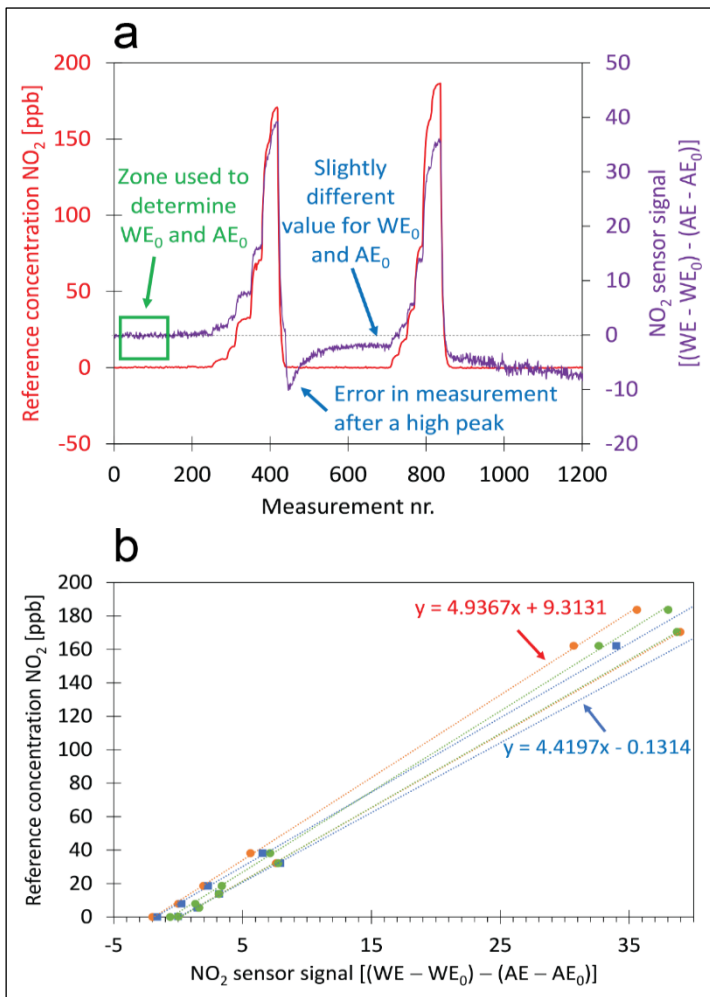 a
Reference concentration NO₂ [ppb]
200
150
100
50
0
-50
50
40
30
20
10
0
-10
-20
NO₂ sensor signal
[(WE - WE₀) - (AE - AE₀)]
Zone used to
determine
WE₀ and AE₀
Slightly
different
value for WE₀
and AE₀
Error in measurement
after a high peak
0 200 400 600 800 1000 1200
Measurement nr.
b
Reference concentration NO₂ [ppb]
200
180
160
140
120
100
80
60
40
20
0
y = 4.9367x + 9.3131
y = 4.4197x - 0.1314
-5 5 15 25 35
NO₂ sensor signal [(WE – WE₀) – (AE – AE₀)]